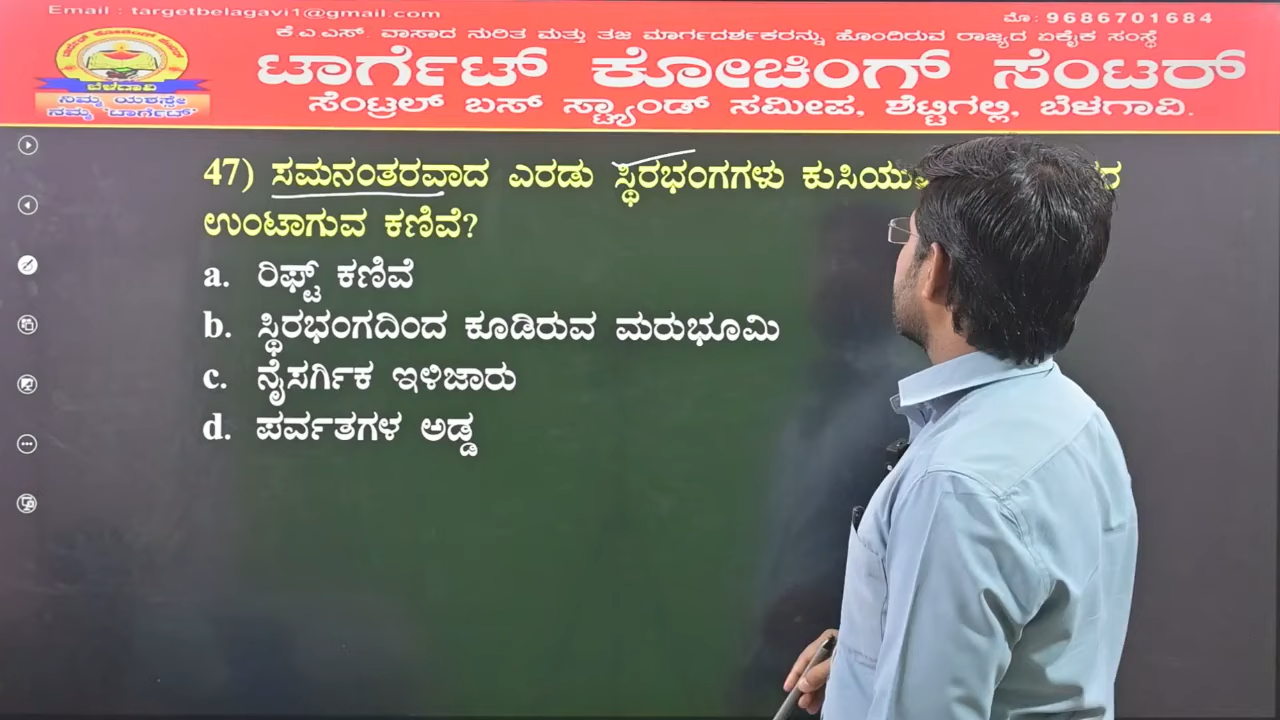 Email : targetbelagavi1@gmail.com
ಮೊ: 9686701684
ಕೆ.ಎ.ಎಸ್. ಪಾಸಾದ ನುರಿತ ಮತ್ತು ತಜ್ಞ ಮಾರ್ಗದರ್ಶಕರನ್ನು ಹೊಂದಿರುವ ರಾಜ್ಯದ ಏಕೈಕ ಸಂಸ್ಥೆ
ಟಾರ್ಗೆಟ್ ಕೋಚಿಂಗ್ ಸೆಂಟರ್
ಸೆಂಟ್ರಲ್ ಬಸ್ ಸ್ಟ್ಯಾಂಡ್ ಸಮೀಪ, ಶೆಟ್ಟಿಗಲ್ಲಿ, ಬೆಳಗಾವಿ.
ಬೆಳಗಾವಿ
ನಿಮ್ಮ ಯಶಸ್ಸೇ
ನಮ್ಮ ಟಾರ್ಗೆಟ್
47) ಸಮನಂತರವಾದ ಎರಡು ಸ್ಥಿರಭಂಗಗಳು
ಉಂಟಾಗುವ ಕಣಿವೆ?
a. ರಿಫ್ಟ್ ಕಣಿವೆ
b. ಸ್ಥಿರಭಂಗದಿಂದ ಕೂಡಿರುವ ಮರುಭೂಮಿ
c. ನೈಸರ್ಗಿಕ ಇಳಿಜಾರು
d. ಪರ್ವತಗಳ ಅಡ್ಡ